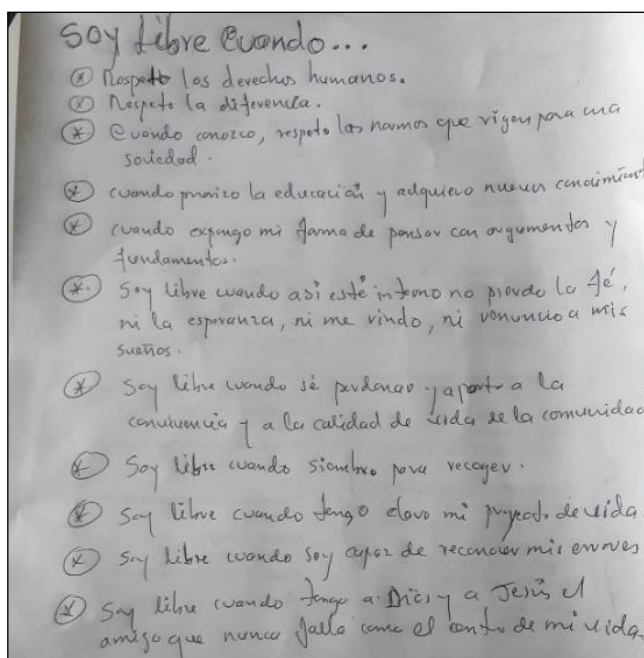 Soy libre Cuando...
* Respeto los derechos humanos.
* Respeto la diferencia.
* Cuando conozco, respeto las normas que rigen para una
sociedad.
* cuando priorizo la educación y adquiero nuevos conocimient
* cuando expongo mi forma de pensar con argumentos y
fundamentos.
* Soy libre cuando así esté interno no pierdo la fé,
ni la esperanza, ni me rindo, ni renuncio a mis
sueños.
* Soy libre cuando sé perdonar y aporto a la
convivencia y a la calidad de vida de la comunidad
* Soy libre cuando siembro para recoger.
* Soy libre cuando tengo claro mi proyecto de vida
* Soy libre cuando soy capaz de reconocer mis errores
* Soy libre cuando tengo a Dios y a Jesús el
amigo que nunca falla como el centro de mi vida.